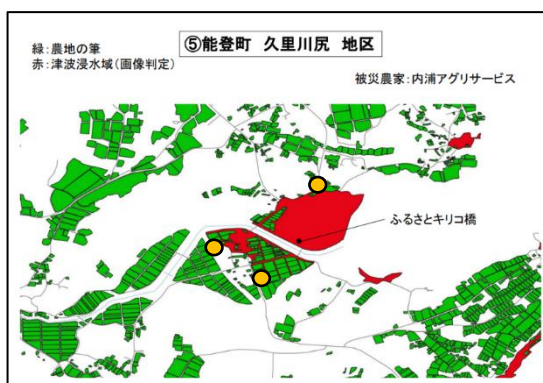 ⑤能登町 久里川尻 地区
緑:農地の筆
赤:津波浸水域(画像判定)
被災農家:内浦アグリサービス
ふるさとキリコ橋